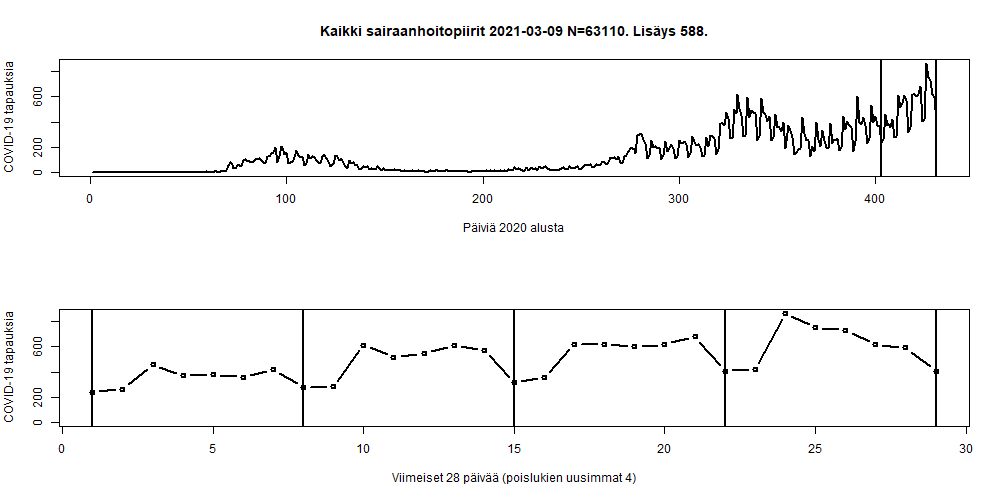 Kaikki sairaanhoitopiirit 2021-03-09 N=63110. Lisäys 588.
COVID-19 tapauksia
600
200
0
0 100 200 300 400
Päiviä 2020 alusta
COVID-19 tapauksia
600
200
0
0 5 10 15 20 25 30
Viimeiset 28 päivää (poislukien uusimmat 4)